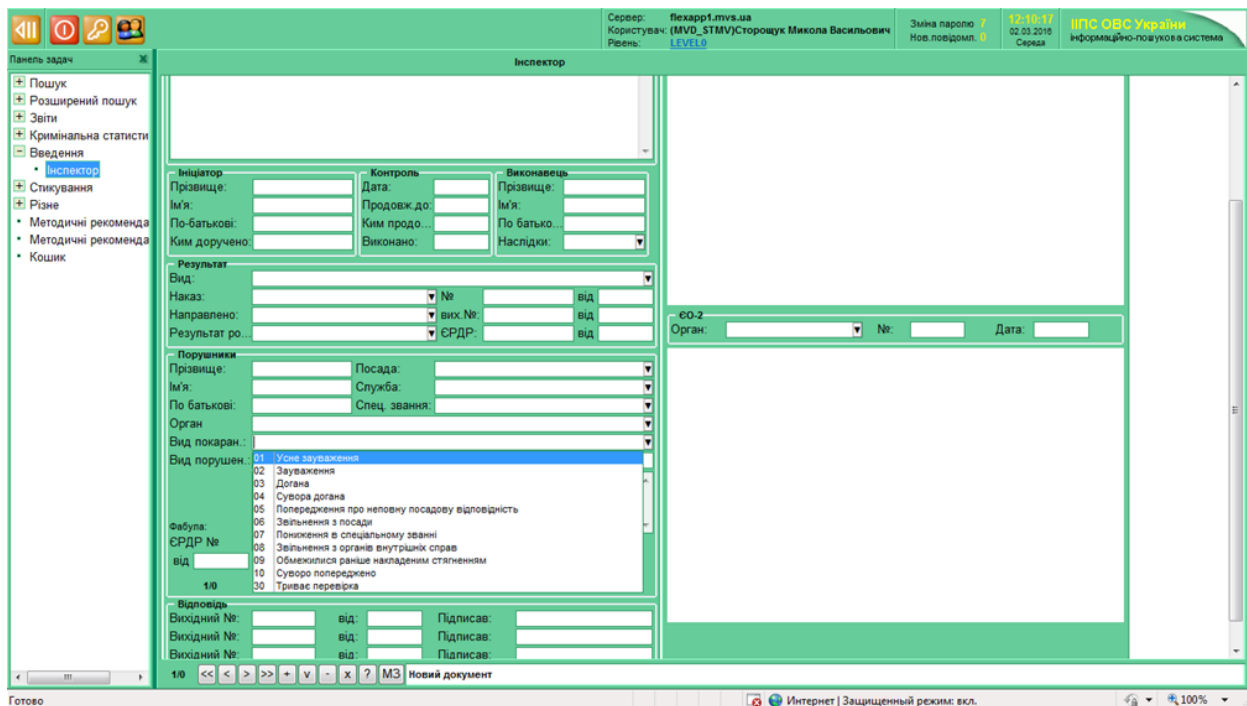 Сервер: flexapp1.mvs.ua
Користувач: (MVD_STMV)Сторощук Микола Васильович
Рівень: LEVEL0
Зміна паролю 7
Нов.повідомл. 0
12:10:17
02.03.2016
Середа
ІІПС ОВС України
інформаційно-пошукова система
Панель задач
Інспектор
Пошук
Розширений пошук
Звіти
Кримінальна статисти
Введення
Інспектор
Стикування
Різне
Методичні рекоменда
Методичні рекоменда
Кошик
Ініціатор Контроль Виконавець
Прізвище: Дата: Прізвище:
Ім'я: Продовж.до: Ім'я:
По-батькові: Ким продо... По батько...
Ким доручено: Виконано: Наслідки:
Результат
Вид:
Наказ: № від
Направлено: вих.№: від
Результат ро... ЄРДР: від
Порушники
Прізвище: Посада:
Ім'я: Служба:
По батькові: Спец. звання:
Орган
Вид покаран.:
Вид порушен.:
01 Усне зауваження
02 Зауваження
03 Догана
04 Сувора догана
05 Попередження про неповну посадову відповідність
06 Звільнення з посади
07 Пониження в спеціальному званні
08 Звільнення з органів внутрішніх справ
09 Обмежилися раніше накладеним стягненням
10 Суворо попереджено
30 Триває перевірка
Фабула:
ЄРДР №
від
1/0
Відповідь
Вихідний №: від: Підписав:
Вихідний №: від: Підписав:
Вихідний №: від: Підписав:
ЄО-2
Орган: №: Дата:
1/0 << < > >> + v - x ? МЗ Новий документ
Готово
Интернет | Защищенный режим: вкл.
100%